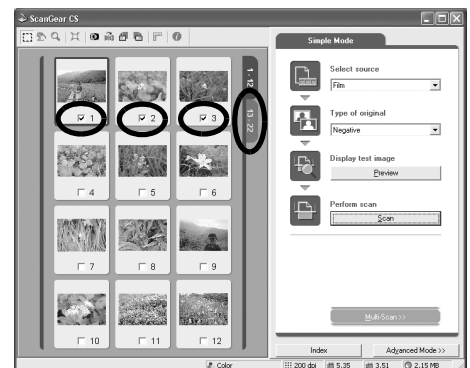 ScanGear CS
Simple Mode
Select source
Film
Type of original
Negative
Display test image
Preview
Perform scan
Scan
Multi-Scan >>
Index
Advanced Mode >>
1 - 12
13 - 22
1
2
3
4
5
6
7
8
9
10
11
12
Color
200 dpi
5.35
3.51
2.15 MB